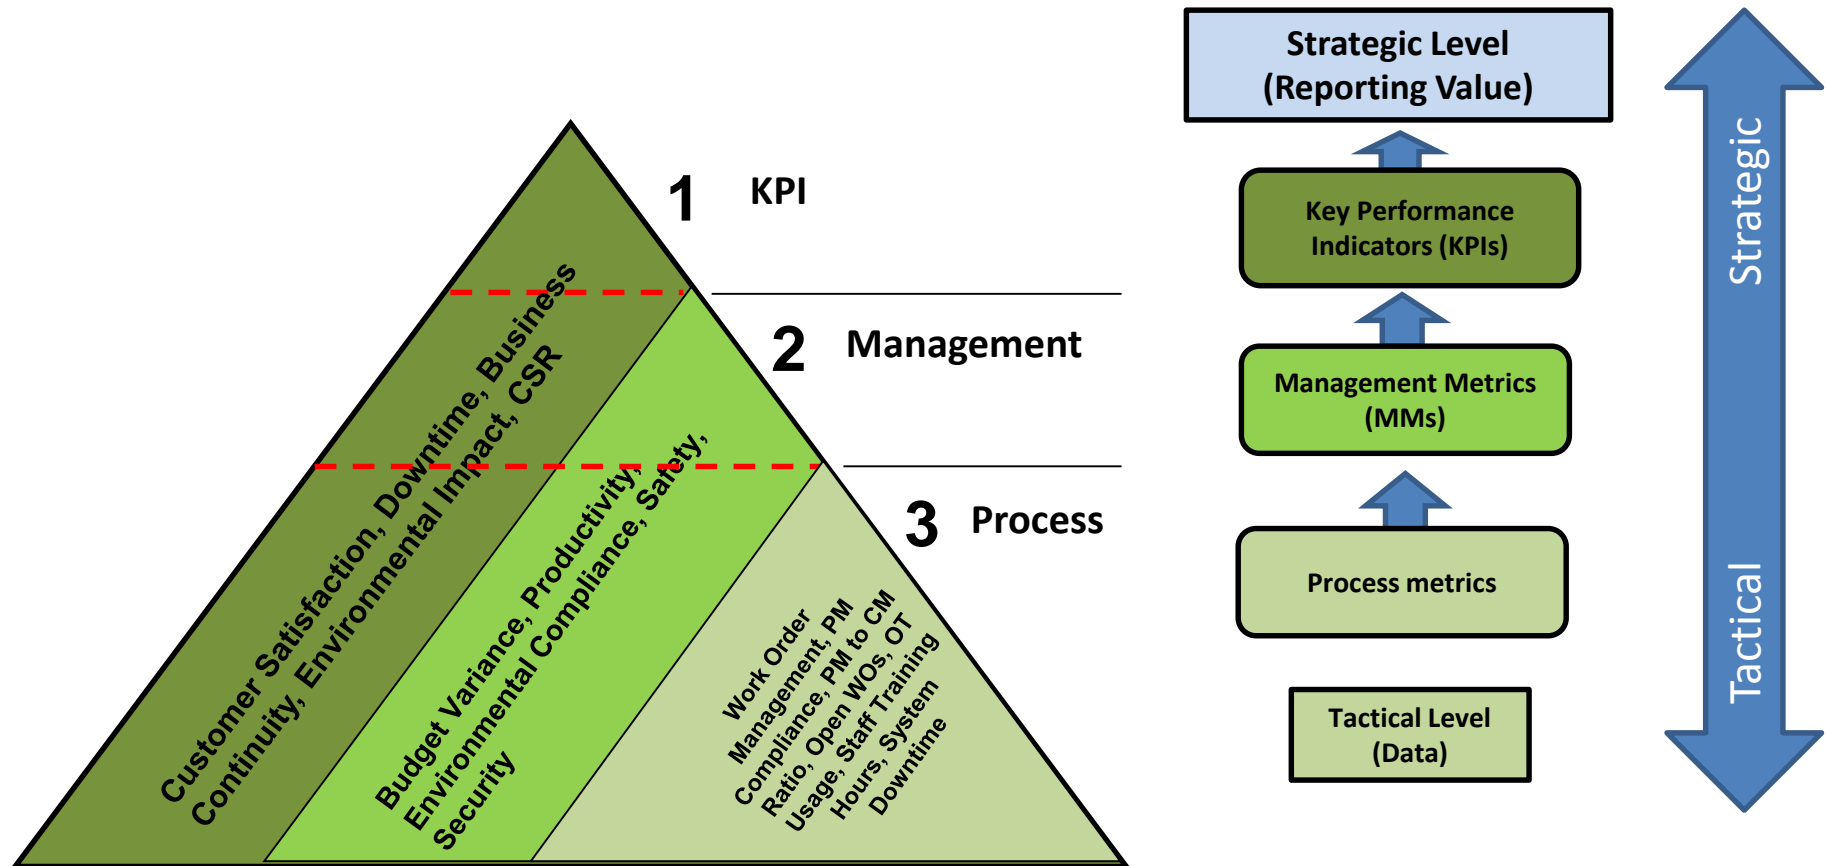 1 KPI
2 Management
3 Process
Customer Satisfaction, Downtime, Business
Continuity, Environmental Impact, CSR
Budget Variance, Productivity,
Environmental Compliance, Safety,
Security
Work Order
Management, PM
Compliance, PM to CM
Ratio, Open WOs, OT
Usage, Staff Training
Hours, System
Downtime
Strategic Level
(Reporting Value)
Key Performance
Indicators (KPIs)
Management Metrics
(MMs)
Process metrics
Tactical Level
(Data)
Strategic
Tactical